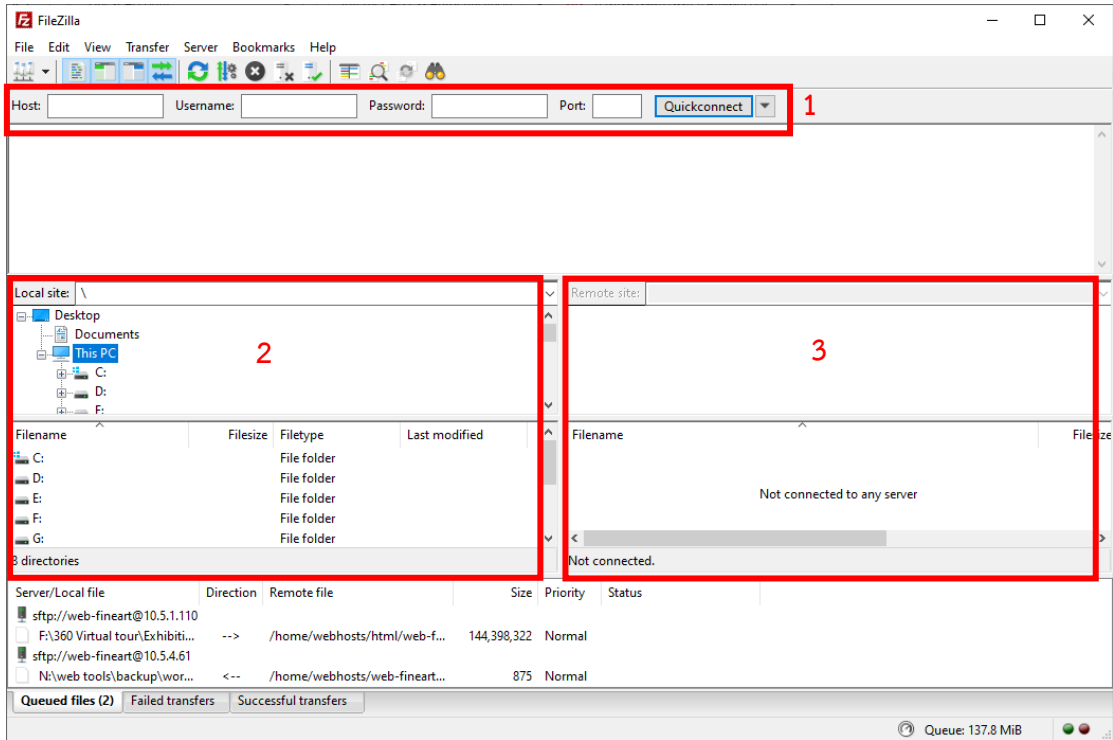 FileZilla
File Edit View Transfer Server Bookmarks Help
Host: Username: Password: Port: Quickconnect 1
Local site: \
Remote site:
Desktop
Documents
This PC
C:
D:
F:
2
3
Filename Filesize Filetype Last modified
C: File folder
D: File folder
E: File folder
F: File folder
G: File folder
directories
Filename Filesize
Not connected to any server
Not connected.
Server/Local file Direction Remote file Size Priority Status
sftp://web-fineart@10.5.1.110
F:\360 Virtual tour\Exhibiti... --> /home/webhosts/html/web-f... 144,398,322 Normal
sftp://web-fineart@10.5.4.61
N:\web tools\backup\wor... <-- /home/webhosts/web-fineart... 875 Normal
Queued files (2) Failed transfers Successful transfers
Queue: 137.8 MiB